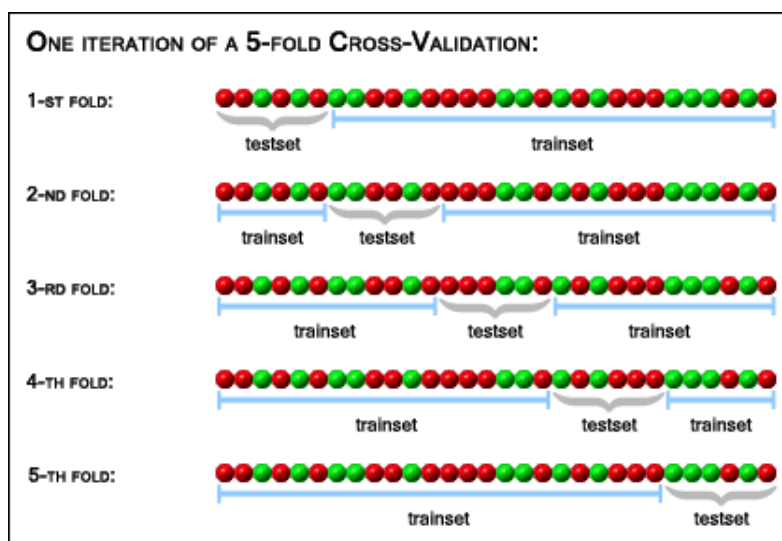 ONE ITERATION OF A 5-FOLD CROSS-VALIDATION:
1-ST FOLD:
testset trainset
2-ND FOLD:
trainset testset trainset
3-RD FOLD:
trainset testset trainset
4-TH FOLD:
trainset testset trainset
5-TH FOLD:
trainset testset